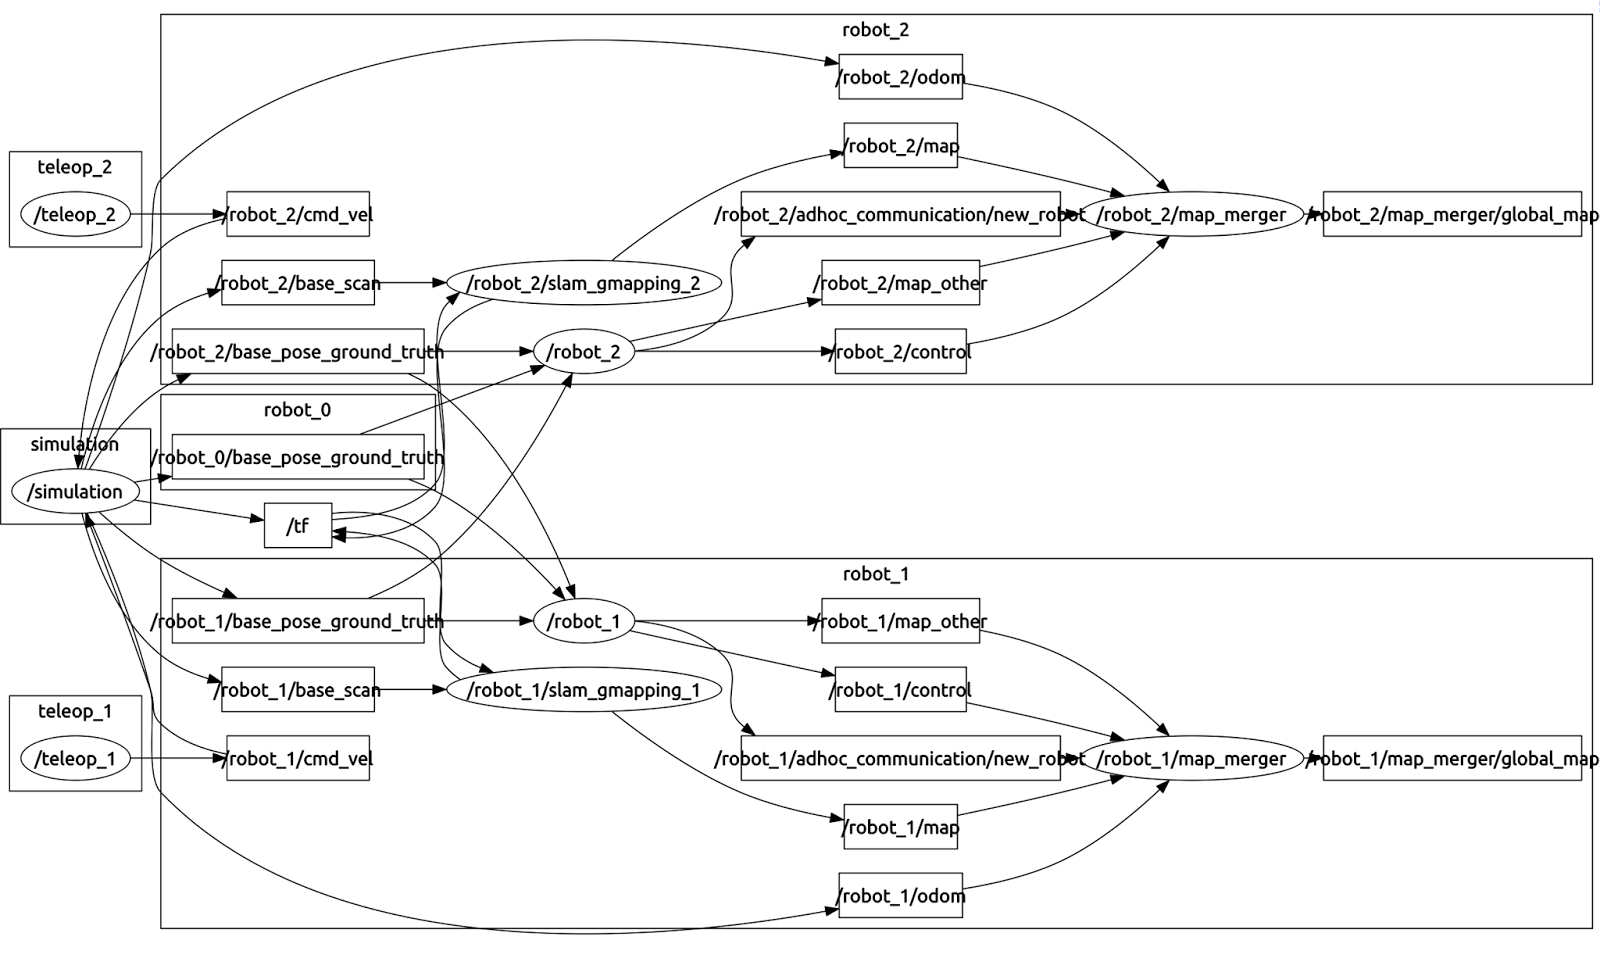 robot_2
/robot_2/odom
/robot_2/map
teleop_2
/teleop_2
/robot_2/cmd_vel
/robot_2/adhoc_communication/new_robot
/robot_2/map_merger
/robot_2/map_merger/global_map
/robot_2/base_scan
/robot_2/slam_gmapping_2
/robot_2/map_other
/robot_2/base_pose_ground_truth
/robot_2
/robot_2/control
robot_0
simulation
/robot_0/base_pose_ground_truth
/simulation
/tf
robot_1
/robot_1/base_pose_ground_truth
/robot_1
/robot_1/map_other
/robot_1/base_scan
/robot_1/slam_gmapping_1
/robot_1/control
teleop_1
/teleop_1
/robot_1/cmd_vel
/robot_1/adhoc_communication/new_robot
/robot_1/map_merger
/robot_1/map_merger/global_map
/robot_1/map
/robot_1/odom